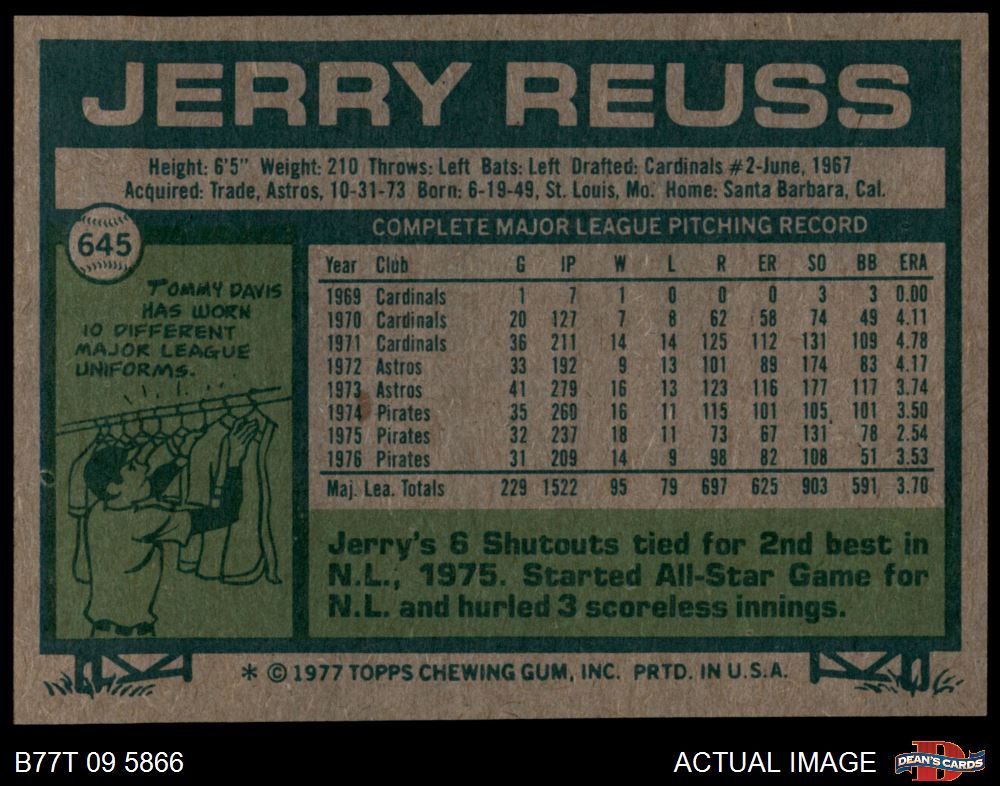 JERRY REUSS
Height: 6'5" Weight: 210 Throws: Left Bats: Left Drafted: Cardinals #2-June, 1967
Acquired: Trade, Astros, 10-31-73 Born: 6-19-49, St. Louis, Mo. Home: Santa Barbara, Cal.
645
TOMMY DAVIS
HAS WORN
10 DIFFERENT
MAJOR LEAGUE
UNIFORMS.
COMPLETE MAJOR LEAGUE PITCHING RECORD
Year Club G IP W L R ER SO BB ERA
1969 Cardinals 1 7 1 0 0 0 3 3 0.00
1970 Cardinals 20 127 7 8 62 58 74 49 4.11
1971 Cardinals 36 211 14 14 125 112 131 109 4.78
1972 Astros 33 192 9 13 101 89 174 83 4.17
1973 Astros 41 279 16 13 123 116 177 117 3.74
1974 Pirates 35 260 16 11 115 101 105 101 3.50
1975 Pirates 32 237 18 11 73 67 131 78 2.54
1976 Pirates 31 209 14 9 98 82 108 51 3.53
Maj. Lea. Totals 229 1522 95 79 697 625 903 591 3.70
Jerry's 6 Shutouts tied for 2nd best in
N.L., 1975. Started All-Star Game for
N.L. and hurled 3 scoreless innings.
* © 1977 TOPPS CHEWING GUM, INC. PRTD. IN U.S.A.
B77T 09 5866
ACTUAL IMAGE
D
DEAN'S CARDS